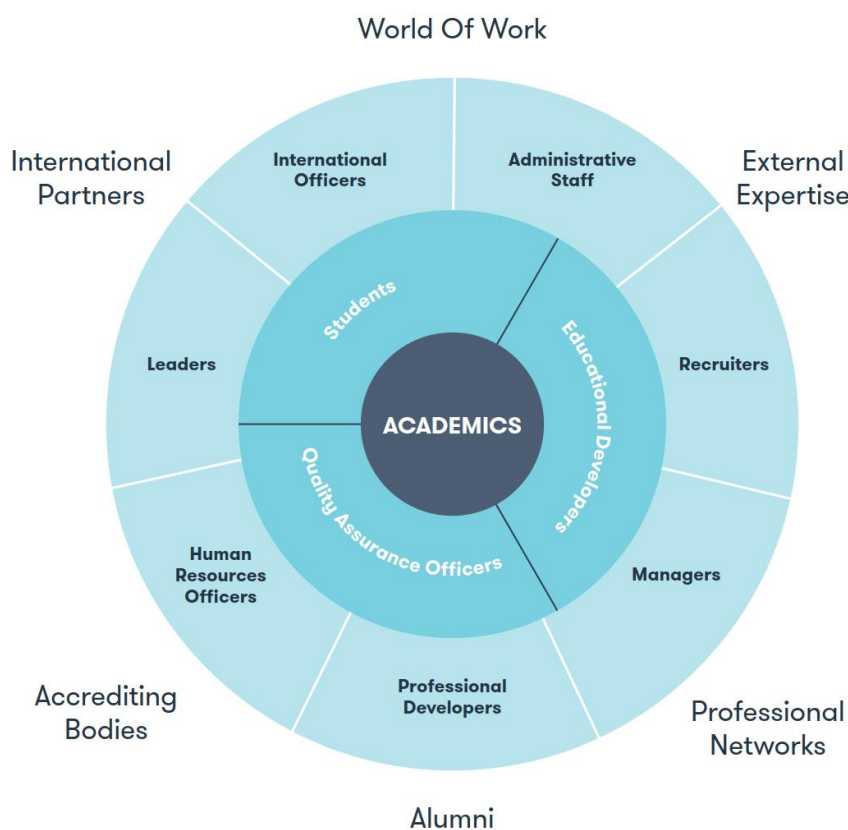 World Of Work
International
Partners
External
Expertise
International
Officers
Administrative
Staff
Students
Educational Developers
Leaders
Recruiters
ACADEMICS
Quality Assurance Officers
Human
Resources
Officers
Managers
Professional
Developers
Accrediting
Bodies
Professional
Networks
Alumni